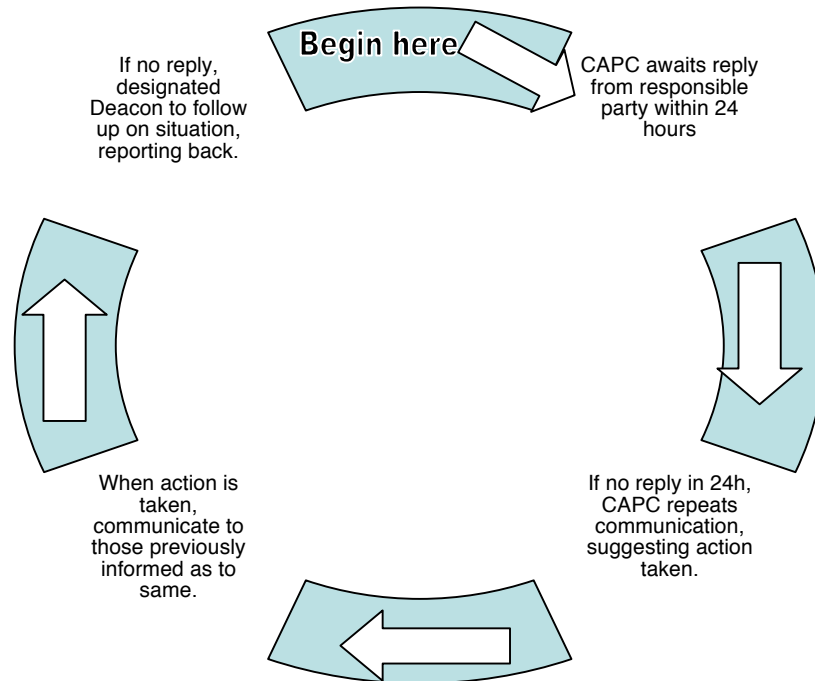 Begin here
CAPC awaits reply
from responsible
party within 24
hours
If no reply in 24h,
CAPC repeats
communication,
suggesting action
taken.
When action is
taken,
communicate to
those previously
informed as to
same.
If no reply,
designated
Deacon to follow
up on situation,
reporting back.